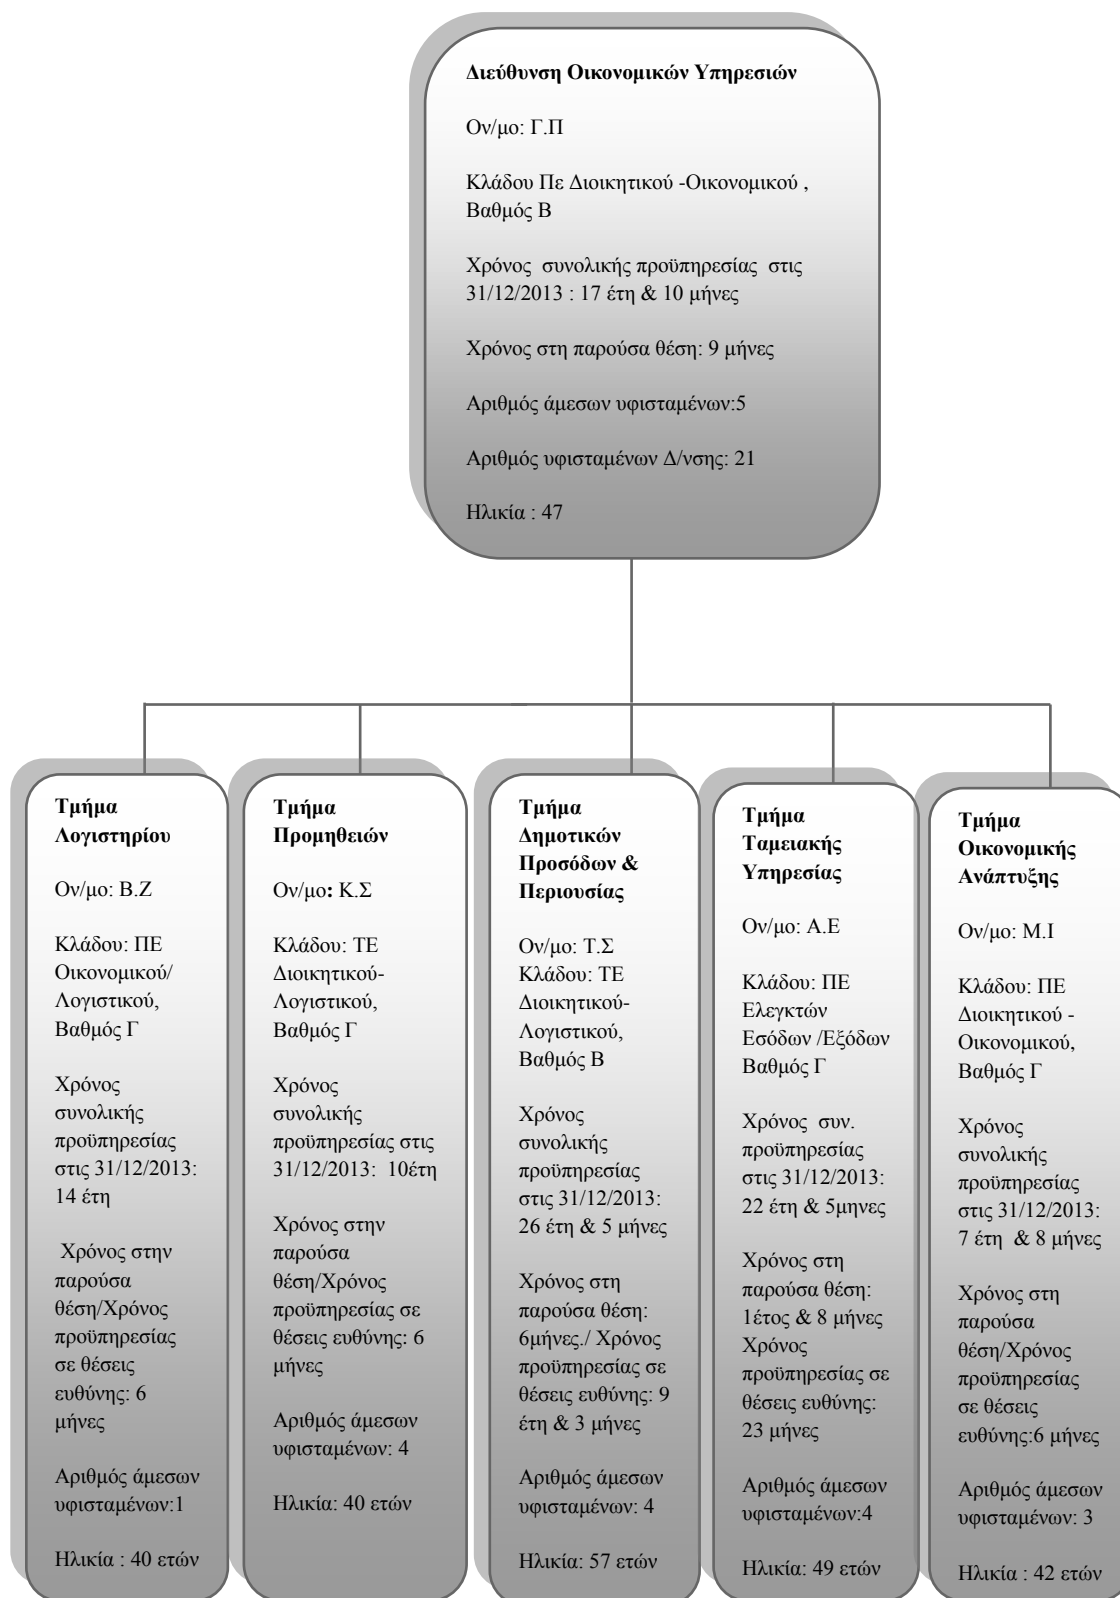 Διεύθυνση Οικονομικών Υπηρεσιών
Ον/μο: Γ.Π
Κλάδου Πε Διοικητικού -Οικονομικού ,
Βαθμός Β
Χρόνος συνολικής προϋπηρεσίας στις
31/12/2013 : 17 έτη & 10 μήνες
Χρόνος στη παρούσα θέση: 9 μήνες
Αριθμός άμεσων υφισταμένων:5
Αριθμός υφισταμένων Δ/νσης: 21
Ηλικία : 47
Τμήμα
Λογιστηρίου
Ον/μο: Β.Ζ
Κλάδου: ΠΕ
Οικονομικού/
Λογιστικού,
Βαθμός Γ
Χρόνος
συνολικής
προϋπηρεσίας
στις 31/12/2013:
14 έτη
Χρόνος στην
παρούσα
θέση/Χρόνος
προϋπηρεσίας
σε θέσεις
ευθύνης: 6
μήνες
Αριθμός άμεσων
υφισταμένων:1
Ηλικία : 40 ετών
Τμήμα
Προμηθειών
Ον/μο: Κ.Σ
Κλάδου: ΤΕ
Διοικητικού-
Λογιστικού,
Βαθμός Γ
Χρόνος
συνολικής
προϋπηρεσίας στις
31/12/2013: 10έτη
Χρόνος στην
παρούσα
θέση/Χρόνος
προϋπηρεσίας σε
θέσεις ευθύνης: 6
μήνες
Αριθμός άμεσων
υφισταμένων: 4
Ηλικία: 40 ετών
Τμήμα
Δημοτικών
Προσόδων &
Περιουσίας
Ον/μο: Τ.Σ
Κλάδου: ΤΕ
Διοικητικού-
Λογιστικού,
Βαθμός Β
Χρόνος
συνολικής
προϋπηρεσίας
στις 31/12/2013:
26 έτη & 5 μήνες
Χρόνος στη
παρούσα θέση:
6μήνες./ Χρόνος
προϋπηρεσίας σε
θέσεις ευθύνης: 9
έτη & 3 μήνες
Αριθμός άμεσων
υφισταμένων: 4
Ηλικία: 57 ετών
Τμήμα
Ταμειακής
Υπηρεσίας
Ον/μο: Α.Ε
Κλάδου: ΠΕ
Ελεγκτών
Εσόδων /Εξόδων
Βαθμός Γ
Χρόνος συν.
προϋπηρεσίας
στις 31/12/2013:
22 έτη & 5μηνες
Χρόνος στη
παρούσα θέση:
1έτος & 8 μήνες
Χρόνος
προϋπηρεσίας σε
θέσεις ευθύνης:
23 μήνες
Αριθμός άμεσων
υφισταμένων:4
Ηλικία: 49 ετών
Τμήμα
Οικονομικής
Ανάπτυξης
Ον/μο: Μ.Ι
Κλάδου: ΠΕ
Διοικητικού -
Οικονομικού,
Βαθμός Γ
Χρόνος
συνολικής
προϋπηρεσίας
στις 31/12/2013:
7 έτη & 8 μήνες
Χρόνος στη
παρούσα
θέση/Χρόνος
προϋπηρεσίας
σε θέσεις
ευθύνης:6 μήνες
Αριθμός άμεσων
υφισταμένων: 3
Ηλικία : 42 ετών